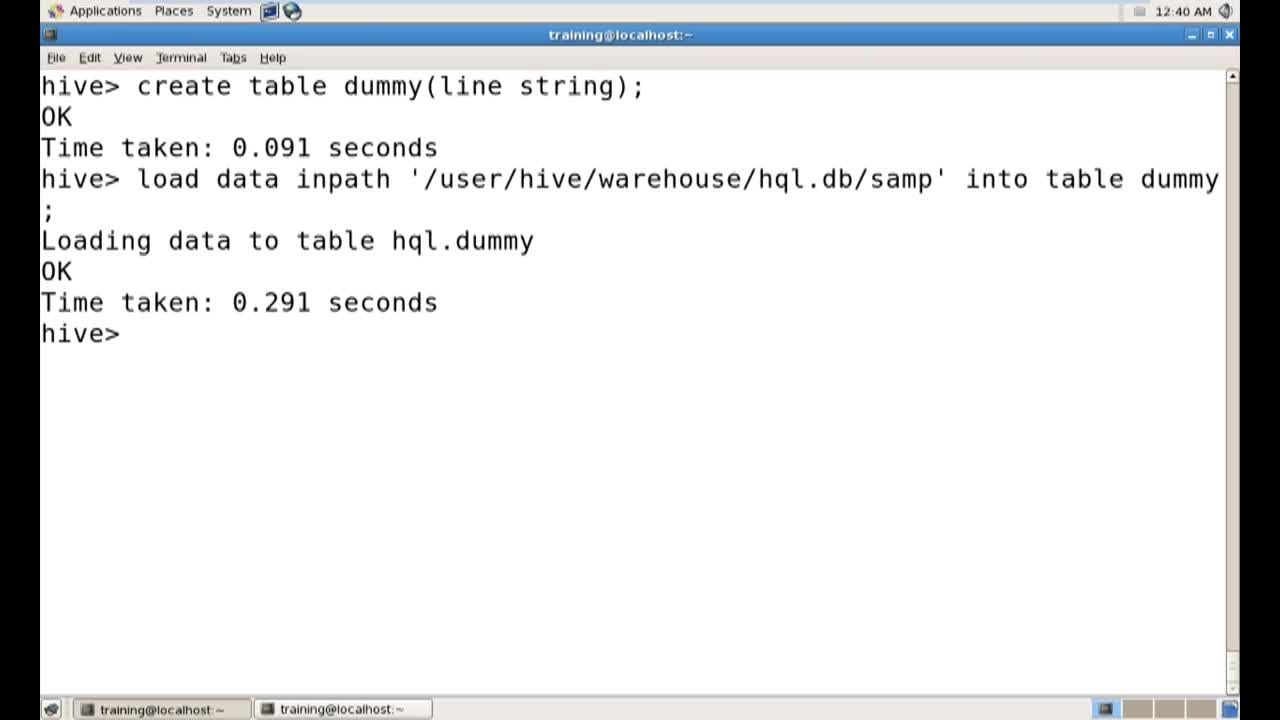 Applications Places System 12:40 AM
training@localhost:~
File Edit View Terminal Tabs Help
hive> create table dummy(line string);
OK
Time taken: 0.091 seconds
hive> load data inpath '/user/hive/warehouse/hql.db/samp' into table dummy
;
Loading data to table hql.dummy
OK
Time taken: 0.291 seconds
hive>
training@localhost:~ training@localhost:~